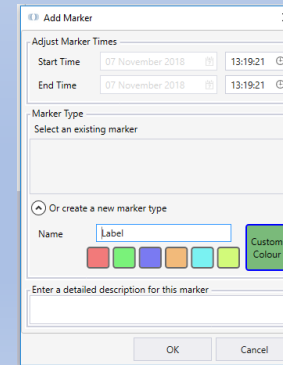 Add Marker
Adjust Marker Times
Start Time 07 November 2018 13:19:21
End Time 07 November 2018 13:19:21
Marker Type
Select an existing marker
Or create a new marker type
Name Label
Custom
Colour
Enter a detailed description for this marker
OK Cancel